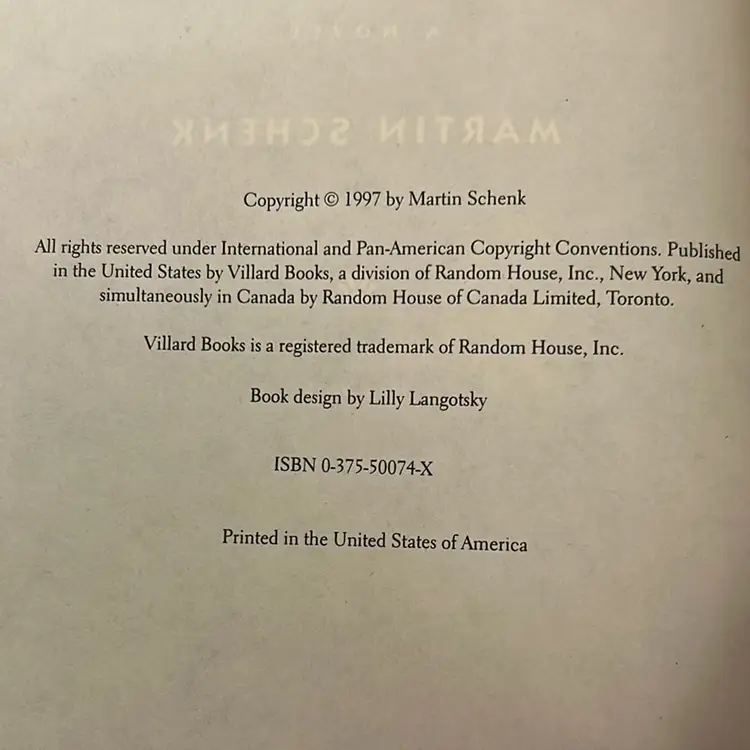 A NOVEL
MARTIN SCHENK
Copyright © 1997 by Martin Schenk
All rights reserved under International and Pan-American Copyright Conventions. Published
in the United States by Villard Books, a division of Random House, Inc., New York, and
simultaneously in Canada by Random House of Canada Limited, Toronto.
Villard Books is a registered trademark of Random House, Inc.
Book design by Lilly Langotsky
ISBN 0-375-50074-X
Printed in the United States of America